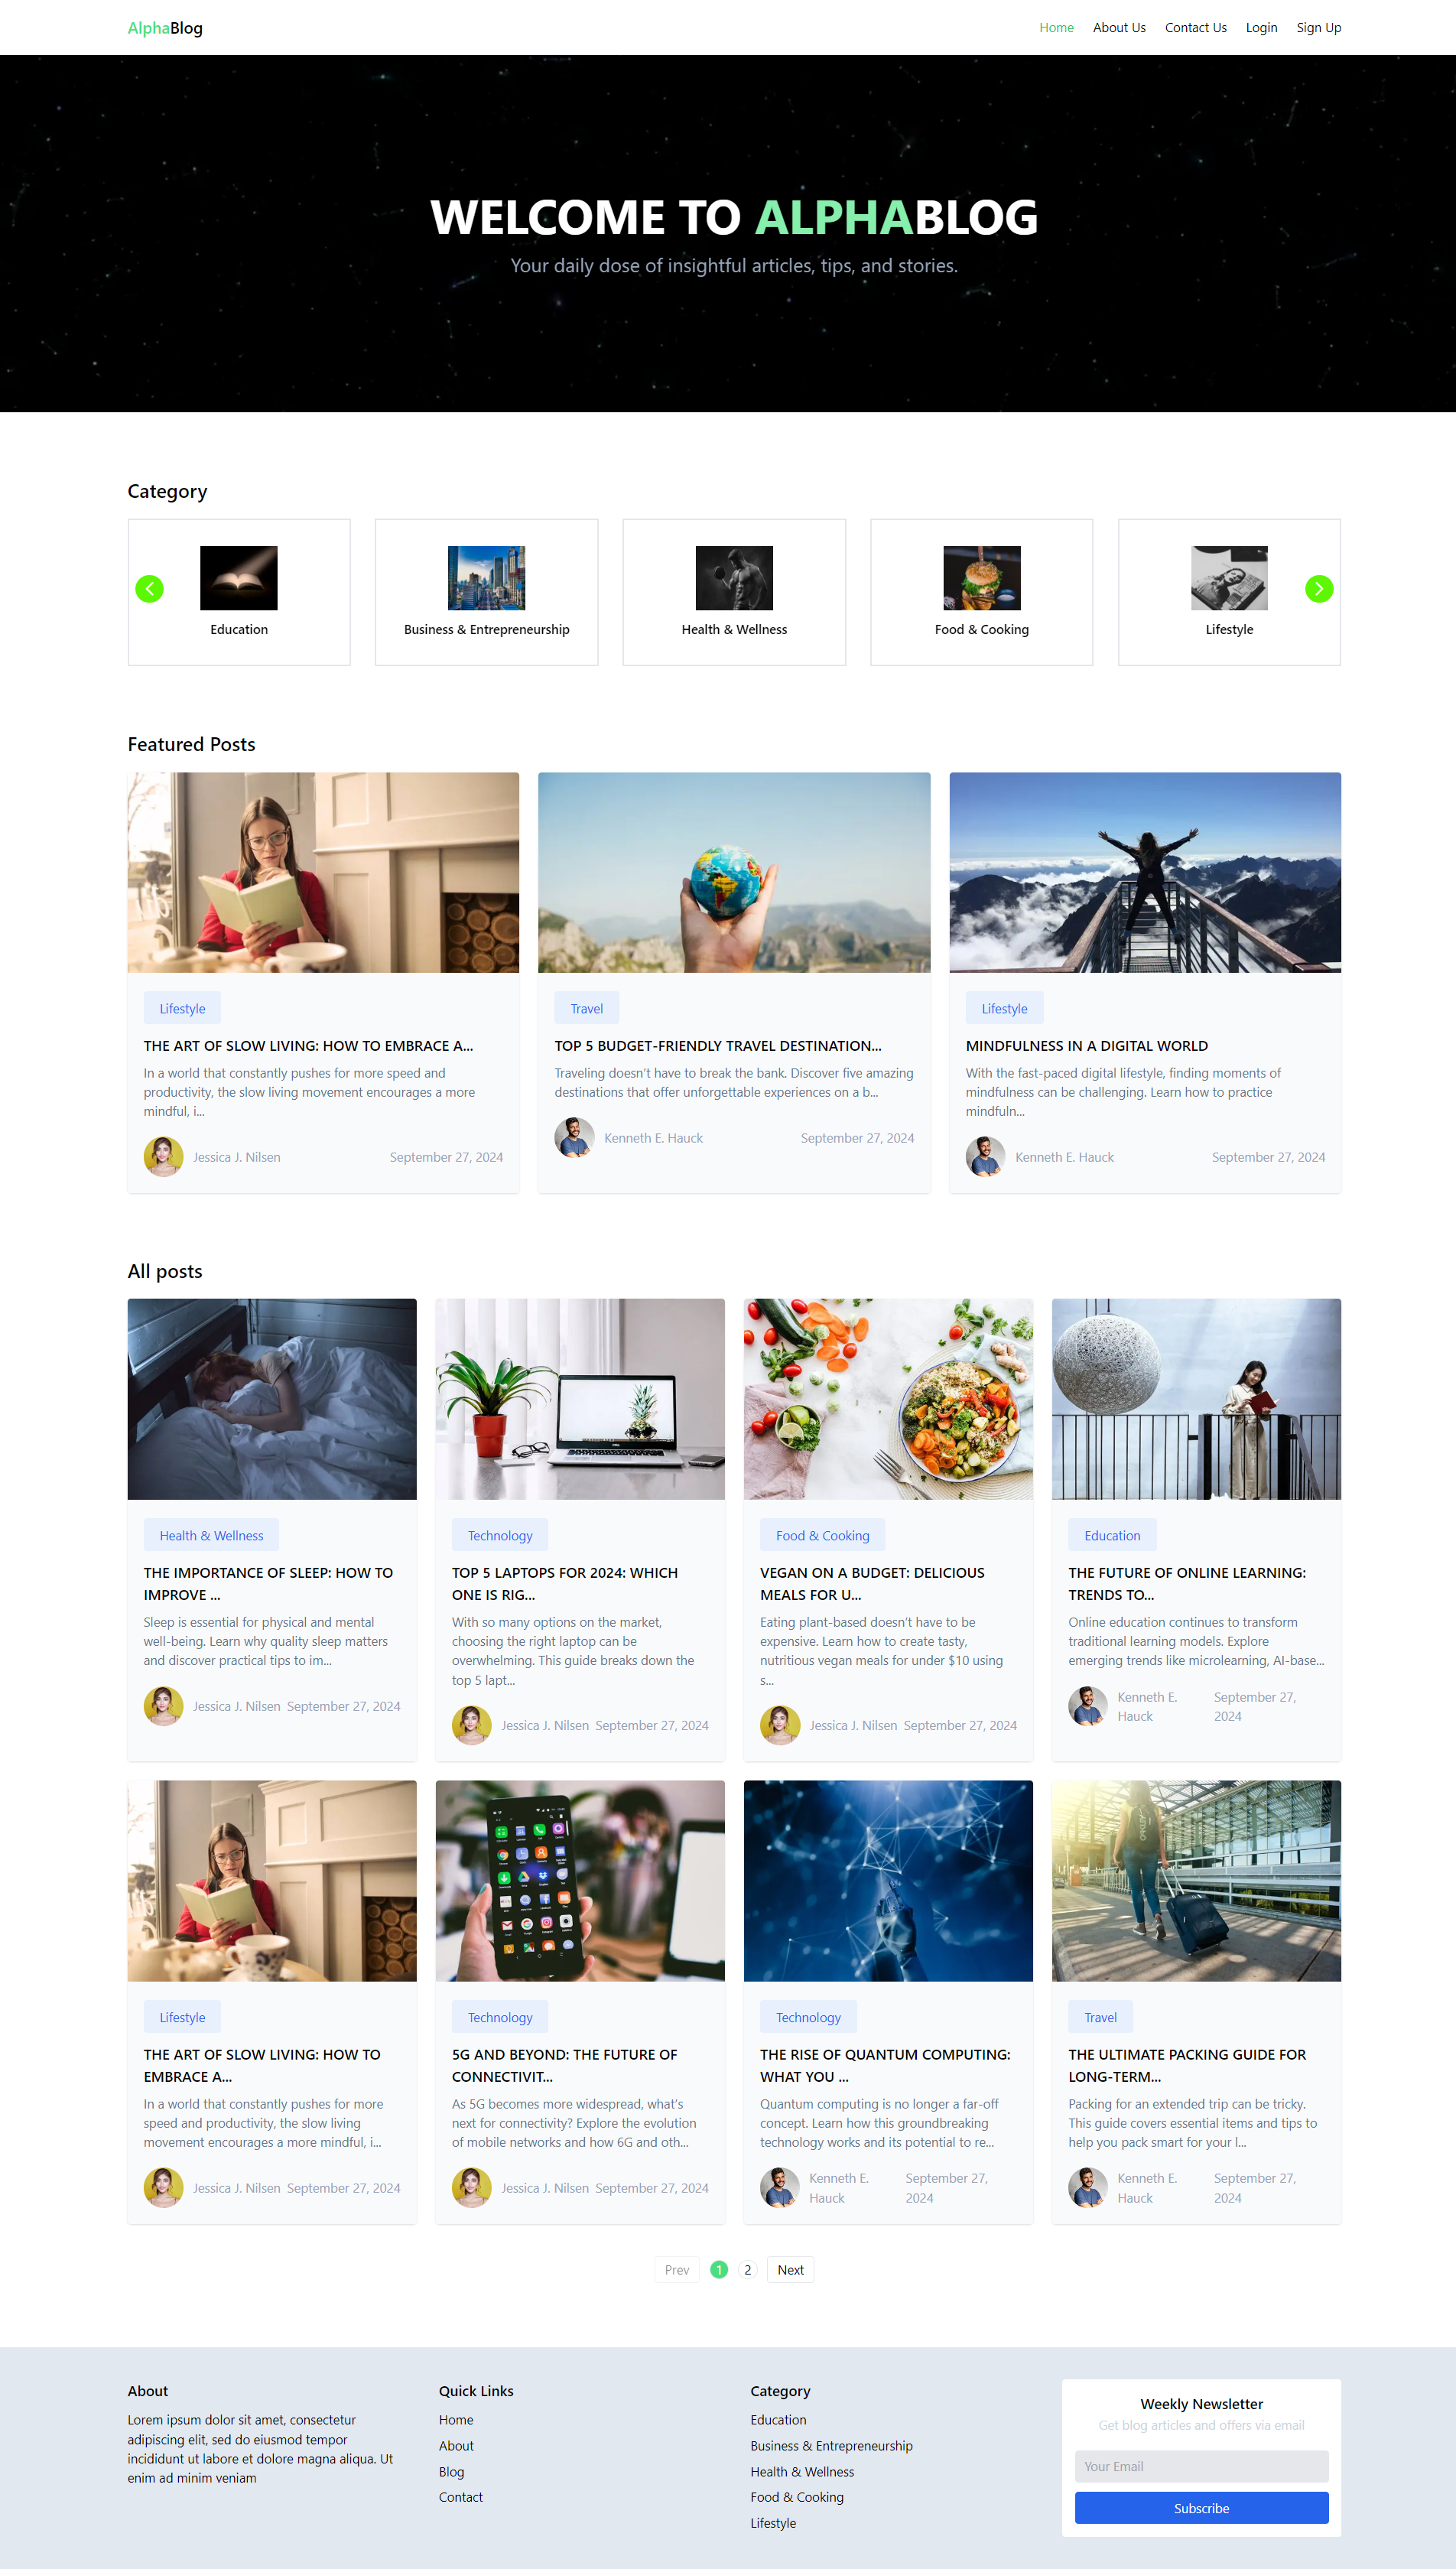 AlphaBlog
Home About Us Contact Us Login Sign Up
WELCOME TO ALPHABLOG
Your daily dose of insightful articles, tips, and stories.
Category
Education
Business & Entrepreneurship
Health & Wellness
Food & Cooking
Lifestyle
Featured Posts
Lifestyle
THE ART OF SLOW LIVING: HOW TO EMBRACE A...
In a world that constantly pushes for more speed and
productivity, the slow living movement encourages a more
mindful, i...
Jessica J. Nilsen September 27, 2024
Travel
TOP 5 BUDGET-FRIENDLY TRAVEL DESTINATION...
Traveling doesn't have to break the bank. Discover five amazing
destinations that offer unforgettable experiences on a b...
Kenneth E. Hauck September 27, 2024
Lifestyle
MINDFULNESS IN A DIGITAL WORLD
With the fast-paced digital lifestyle, finding moments of
mindfulness can be challenging. Learn how to practice
mindfuln...
Kenneth E. Hauck September 27, 2024
All posts
Health & Wellness
THE IMPORTANCE OF SLEEP: HOW TO
IMPROVE ...
Sleep is essential for physical and mental
well-being. Learn why quality sleep matters
and discover practical tips to im...
Jessica J. Nilsen September 27, 2024
Technology
TOP 5 LAPTOPS FOR 2024: WHICH
ONE IS RIG...
With so many options on the market,
choosing the right laptop can be
overwhelming. This guide breaks down the
top 5 lapt...
Jessica J. Nilsen September 27, 2024
Food & Cooking
VEGAN ON A BUDGET: DELICIOUS
MEALS FOR U...
Eating plant-based doesn't have to be
expensive. Learn how to create tasty,
nutritious vegan meals for under $10 using
s...
Jessica J. Nilsen September 27, 2024
Education
THE FUTURE OF ONLINE LEARNING:
TRENDS TO...
Online education continues to transform
traditional learning models. Explore
emerging trends like microlearning, AI-base...
Kenneth E. September 27,
Hauck 2024
Lifestyle
THE ART OF SLOW LIVING: HOW TO
EMBRACE A...
In a world that constantly pushes for more
speed and productivity, the slow living
movement encourages a more mindful, i...
Jessica J. Nilsen September 27, 2024
Technology
5G AND BEYOND: THE FUTURE OF
CONNECTIVIT...
As 5G becomes more widespread, what's
next for connectivity? Explore the evolution
of mobile networks and how 6G and oth...
Jessica J. Nilsen September 27, 2024
Technology
THE RISE OF QUANTUM COMPUTING:
WHAT YOU ...
Quantum computing is no longer a far-off
concept. Learn how this groundbreaking
technology works and its potential to re...
Kenneth E. September 27,
Hauck 2024
Travel
THE ULTIMATE PACKING GUIDE FOR
LONG-TERM...
Packing for an extended trip can be tricky.
This guide covers essential items and tips to
help you pack smart for your l...
Kenneth E. September 27,
Hauck 2024
Prev 1 2 Next
About
Lorem ipsum dolor sit amet, consectetur
adipiscing elit, sed do eiusmod tempor
incididunt ut labore et dolore magna aliqua. Ut
enim ad minim veniam
Quick Links
Home
About
Blog
Contact
Category
Education
Business & Entrepreneurship
Health & Wellness
Food & Cooking
Lifestyle
Weekly Newsletter
Get blog articles and offers via email
Your Email
Subscribe